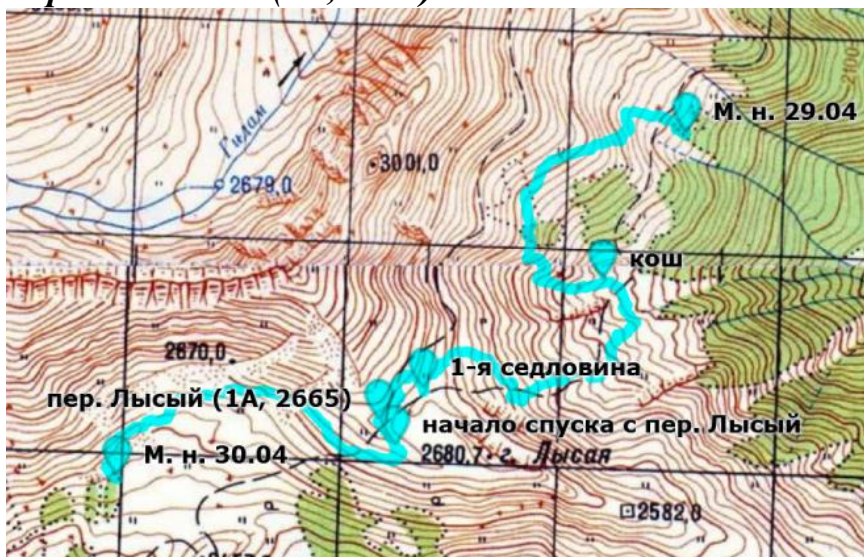 М. н. 29.04
Гидам
3001,0
2679,0
кош
2670,0
1-я седловина
пер. Лысый (1А, 2665)
начало спуска с пер. Лысый
М. н. 30.04
2680,7 г. Лысая
2582,0